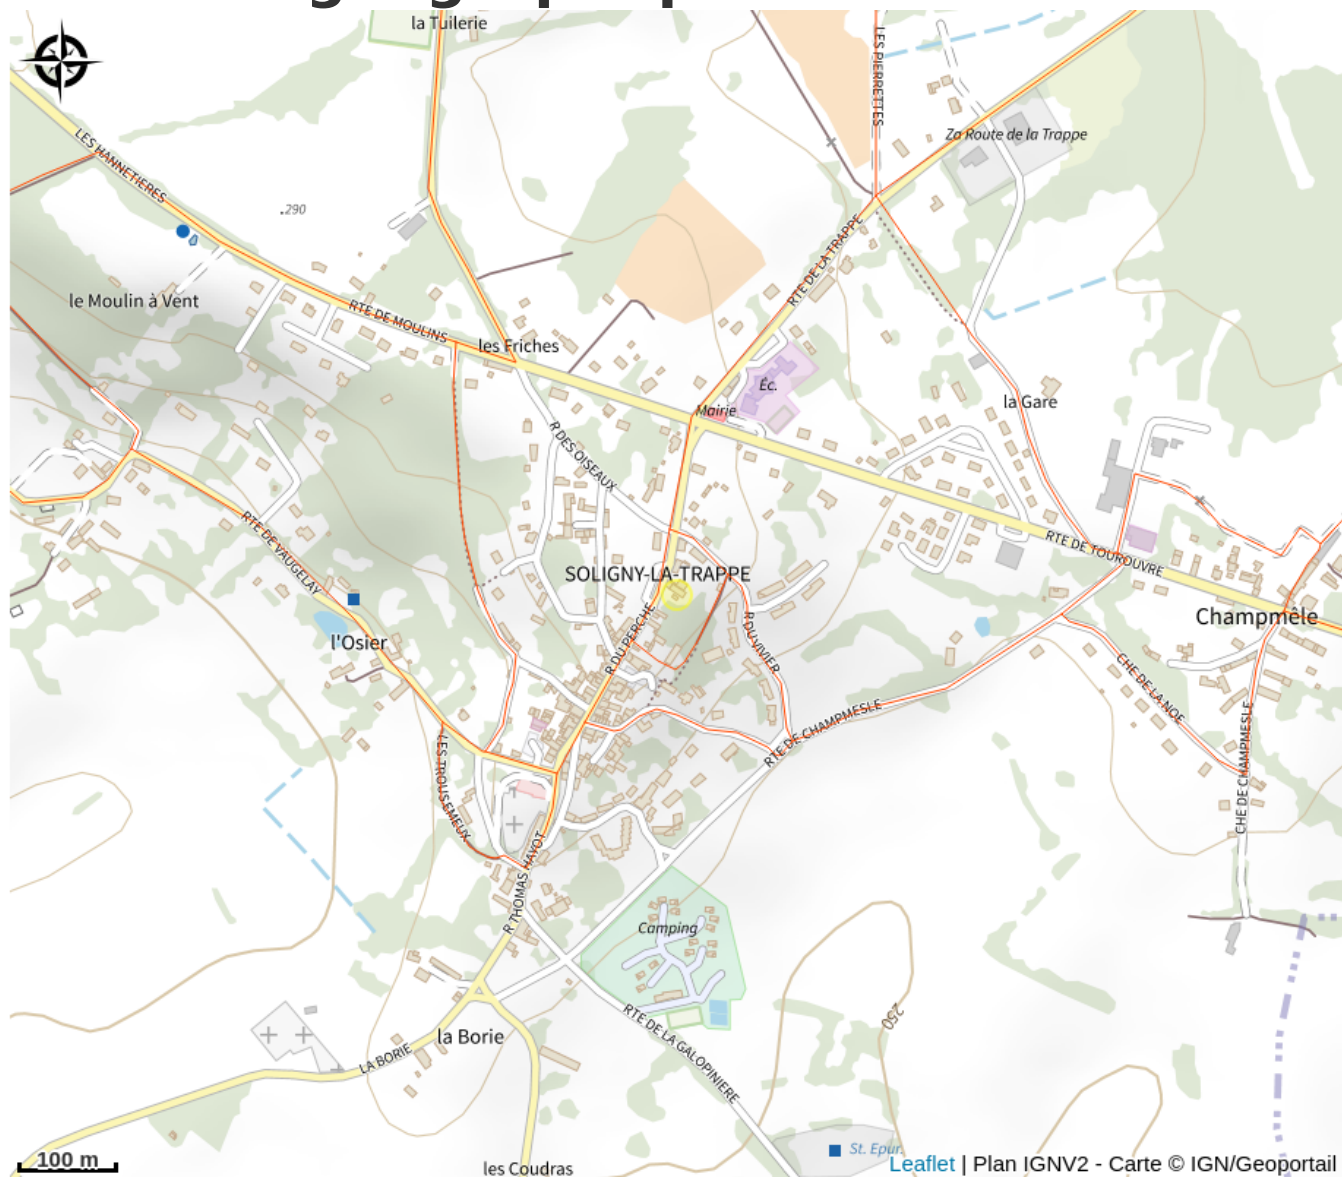 la Tuilerie
LES PIERRETTES
Za Route de la Trappe
LES HANNETIERES
290
RTE DE LA TRAPPE
le Moulin à Vent
RTE DE MOULINS
les Friches
Éc.
Mairie
la Gare
R DES OISEAUX
RTE DE VAUGELAY
RTE DE TOUROUVRE
SOLIGNY-LA-TRAPPE
Champmêle
R DU PERCHE
R DU VIVIER
l'Osier
CHE DE LA NOE
RTE DE CHAMPMESLE
CHE DE CHAMPMESLE
LES TROUSEMEUX
R THOMAS HAYOT
Camping
250
RTE DE LA GALOPINIERE
la Borie
LA BORIE
St. Epur.
100 m
les Coudras
Leaflet | Plan IGNV2 - Carte © IGN/Geoportail